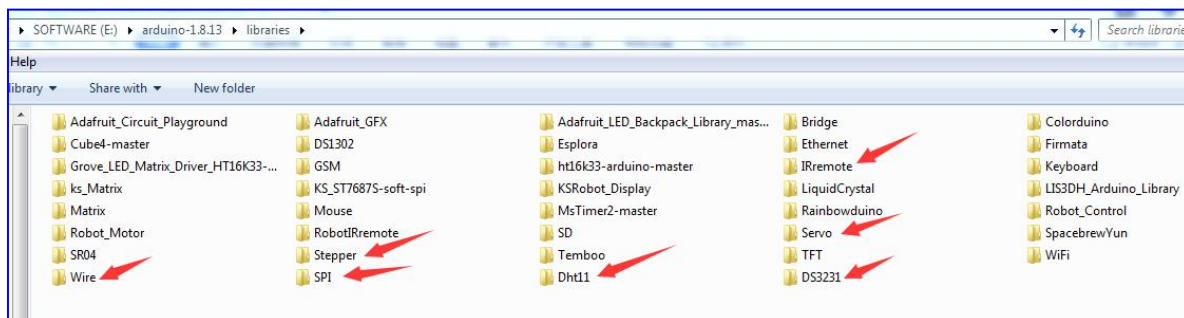 SOFTWARE (E:) arduino-1.8.13 libraries Search librarie
Help
library Share with New folder
Adafruit_Circuit_Playground Adafruit_GFX Adafruit_LED_Backpack_Library_mas... Bridge Colorduino
Cube4-master DS1302 Esplora Ethernet Firmata
Grove_LED_Matrix_Driver_HT16K33-... GSM ht16k33-arduino-master IRremote Keyboard
ks_Matrix KS_ST7687S-soft-spi KSRobot_Display LiquidCrystal LIS3DH_Arduino_Library
Matrix Mouse MsTimer2-master Rainbowduino Robot_Control
Robot_Motor RobotIRremote SD Servo SpacebrewYun
SR04 Stepper Temboo TFT WiFi
Wire SPI Dht11 DS3231